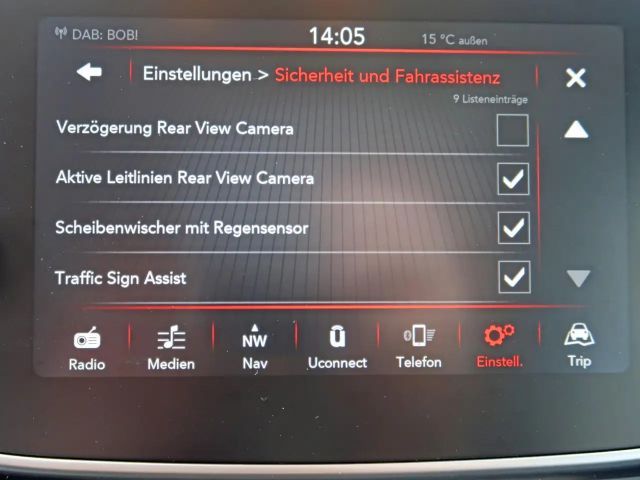 DAB: BOB! 14:05 15 °C außen
Einstellungen > Sicherheit und Fahrassistenz
9 Listeneinträge
Verzögerung Rear View Camera
Aktive Leitlinien Rear View Camera
Scheibenwischer mit Regensensor
Traffic Sign Assist
NW
Radio Medien Nav Uconnect Telefon Einstell. Trip